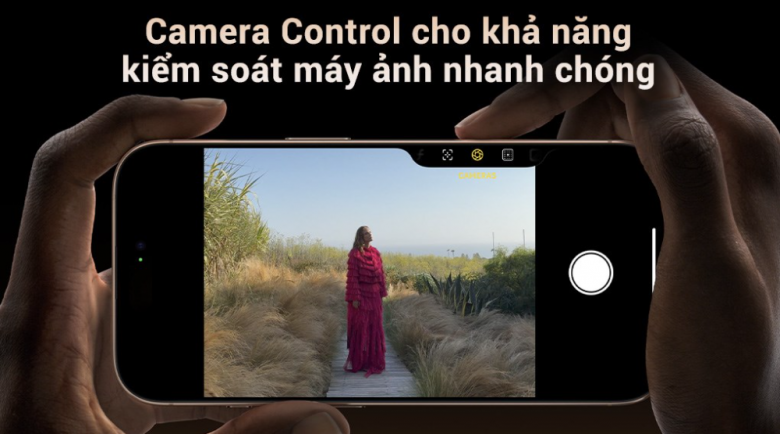 Camera Control cho khả năng
kiểm soát máy ảnh nhanh chóng